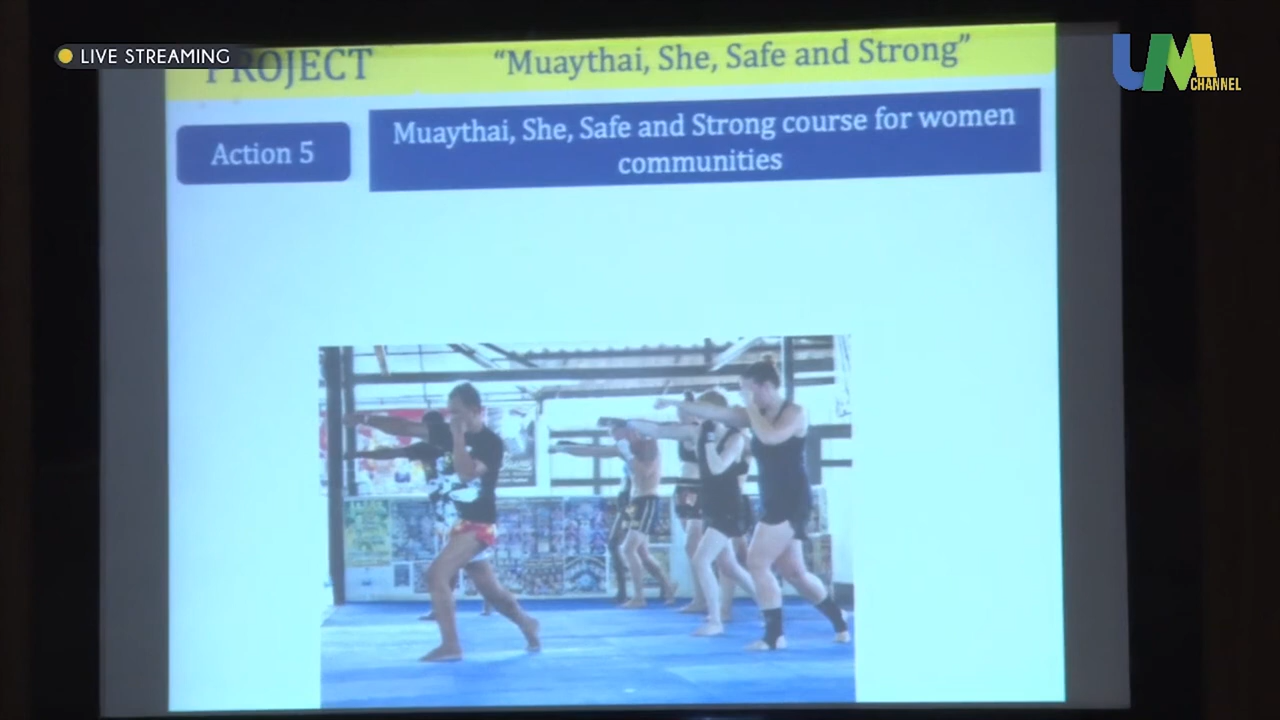 LIVE STREAMING
PROJECT “Muaythai, She, Safe and Strong”
UM
CHANNEL
Action 5
Muaythai, She, Safe and Strong course for women
communities